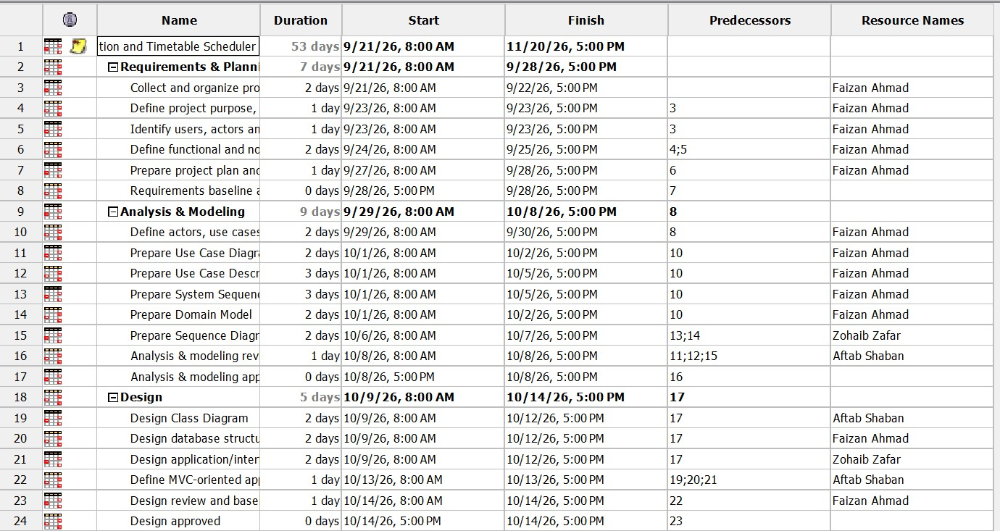 Name Duration Start Finish Predecessors Resource Names
1 tion and Timetable Scheduler 53 days 9/21/26, 8:00 AM 11/20/26, 5:00 PM
2 Requirements & Planni 7 days 9/21/26, 8:00 AM 9/28/26, 5:00 PM
3 Collect and organize pro 2 days 9/21/26, 8:00 AM 9/22/26, 5:00 PM Faizan Ahmad
4 Define project purpose, 1 day 9/23/26, 8:00 AM 9/23/26, 5:00 PM 3 Faizan Ahmad
5 Identify users, actors an 1 day 9/23/26, 8:00 AM 9/23/26, 5:00 PM 3 Faizan Ahmad
6 Define functional and no 2 days 9/24/26, 8:00 AM 9/25/26, 5:00 PM 4;5 Faizan Ahmad
7 Prepare project plan and 1 day 9/27/26, 8:00 AM 9/28/26, 5:00 PM 6 Faizan Ahmad
8 Requirements baseline a 0 days 9/28/26, 5:00 PM 9/28/26, 5:00 PM 7
9 Analysis & Modeling 9 days 9/29/26, 8:00 AM 10/8/26, 5:00 PM 8
10 Define actors, use cases 2 days 9/29/26, 8:00 AM 9/30/26, 5:00 PM 8 Faizan Ahmad
11 Prepare Use Case Diagra 2 days 10/1/26, 8:00 AM 10/2/26, 5:00 PM 10 Faizan Ahmad
12 Prepare Use Case Descr 3 days 10/1/26, 8:00 AM 10/5/26, 5:00 PM 10 Faizan Ahmad
13 Prepare System Sequenc 3 days 10/1/26, 8:00 AM 10/5/26, 5:00 PM 10 Faizan Ahmad
14 Prepare Domain Model 2 days 10/1/26, 8:00 AM 10/2/26, 5:00 PM 10 Faizan Ahmad
15 Prepare Sequence Diagr 2 days 10/6/26, 8:00 AM 10/7/26, 5:00 PM 13;14 Zohaib Zafar
16 Analysis & modeling rev 1 day 10/8/26, 8:00 AM 10/8/26, 5:00 PM 11;12;15 Aftab Shaban
17 Analysis & modeling app 0 days 10/8/26, 5:00 PM 10/8/26, 5:00 PM 16
18 Design 5 days 10/9/26, 8:00 AM 10/14/26, 5:00 PM 17
19 Design Class Diagram 2 days 10/9/26, 8:00 AM 10/12/26, 5:00 PM 17 Aftab Shaban
20 Design database structu 2 days 10/9/26, 8:00 AM 10/12/26, 5:00 PM 17 Faizan Ahmad
21 Design application/inter 2 days 10/9/26, 8:00 AM 10/12/26, 5:00 PM 17 Zohaib Zafar
22 Define MVC-oriented app 1 day 10/13/26, 8:00 AM 10/13/26, 5:00 PM 19;20;21 Aftab Shaban
23 Design review and base 1 day 10/14/26, 8:00 AM 10/14/26, 5:00 PM 22 Faizan Ahmad
24 Design approved 0 days 10/14/26, 5:00 PM 10/14/26, 5:00 PM 23